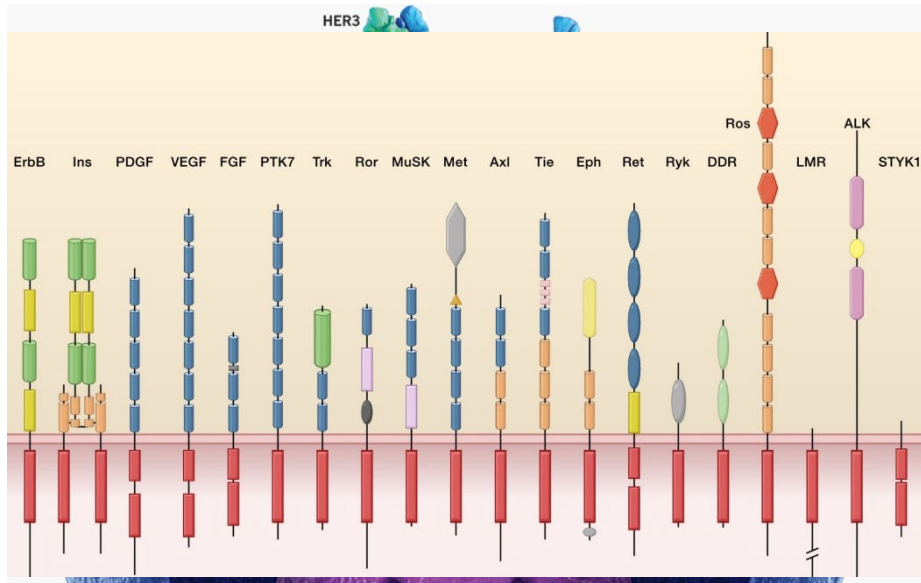 HER3
Ros ALK
ErbB Ins PDGF VEGF FGF PTK7 Trk Ror MuSK Met Axl Tie Eph Ret Ryk DDR LMR STYK1